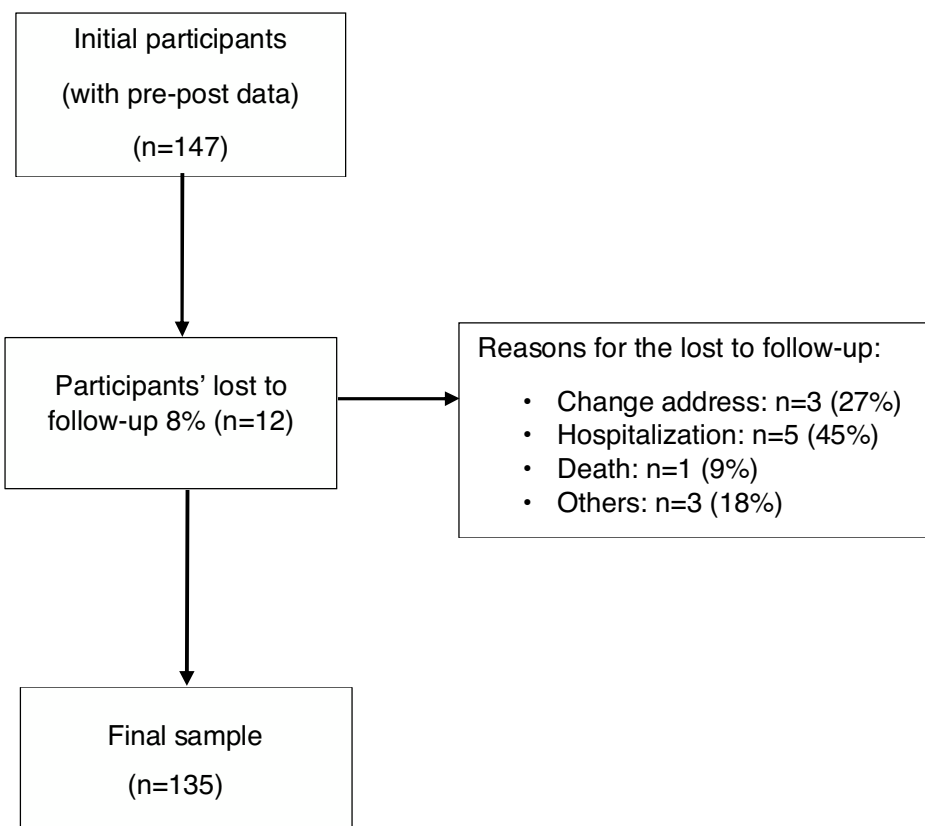 Initial participants
(with pre-post data)
(n=147)
Participants’ lost to
follow-up 8% (n=12)
Reasons for the lost to follow-up:
• Change address: n=3 (27%)
• Hospitalization: n=5 (45%)
• Death: n=1 (9%)
• Others: n=3 (18%)
Final sample
(n=135)